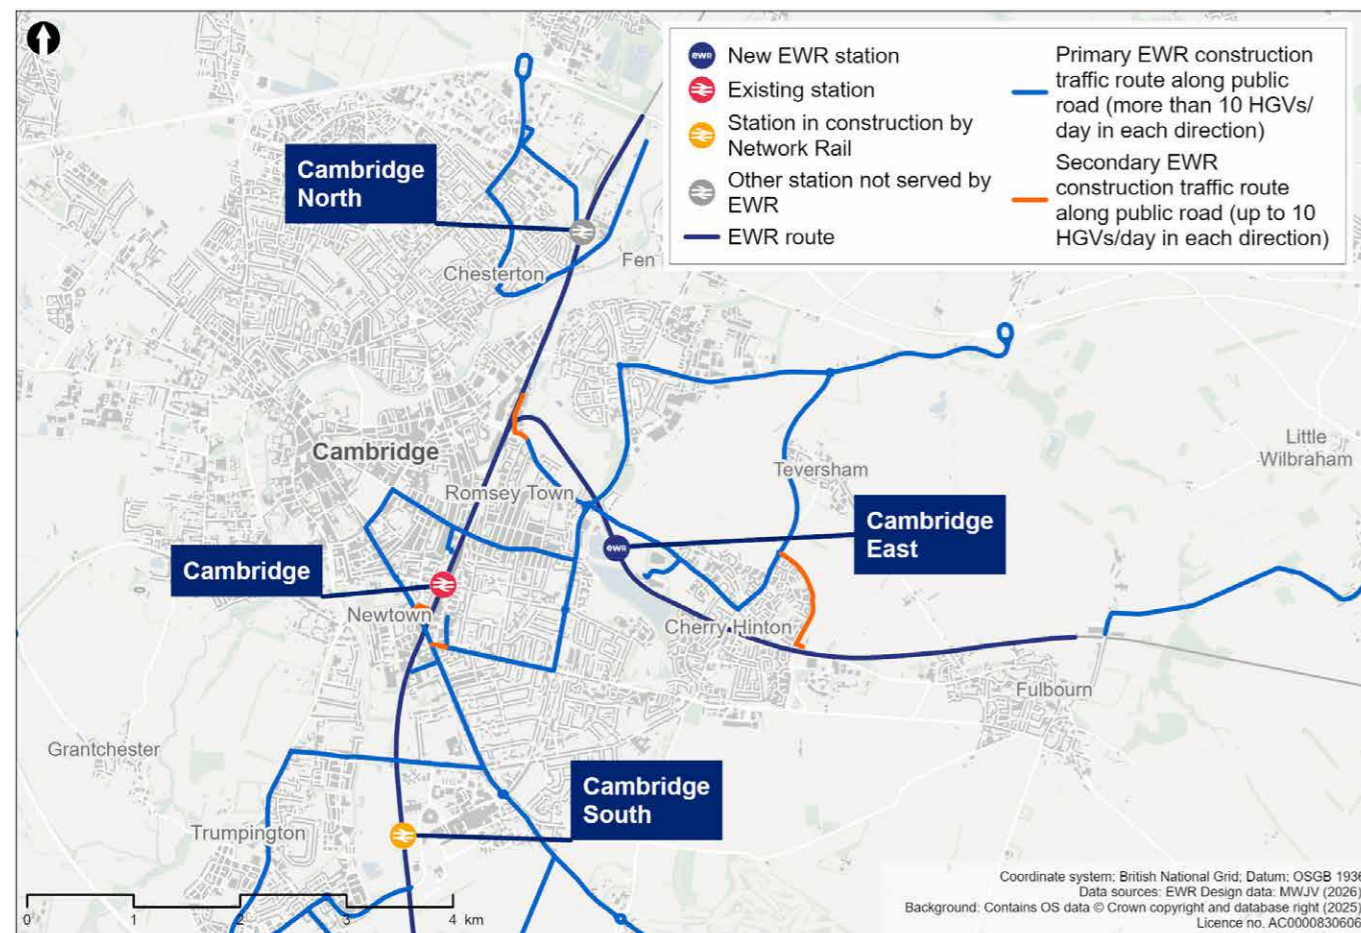 New EWR station
Existing station
Station in construction by
Network Rail
Other station not served by
EWR
EWR route
Primary EWR construction
traffic route along public
road (more than 10 HGVs/
day in each direction)
Secondary EWR
construction traffic route
along public road (up to 10
HGVs/day in each direction)
ewr
Cambridge
North
Chesterton
Fen
Cambridge
Romsey Town
Teversham
Little
Wilbraham
Cambridge
East
ewr
Cambridge
Newtown
Cherry Hinton
Fulbourn
Grantchester
Cambridge
South
Trumpington
0 1 2 3 4 km
Coordinate system: British National Grid; Datum: OSGB 1936
Data sources: EWR Design data: MWJV (2026)
Background: Contains OS data © Crown copyright and database right (2025)
Licence no. AC0000830606